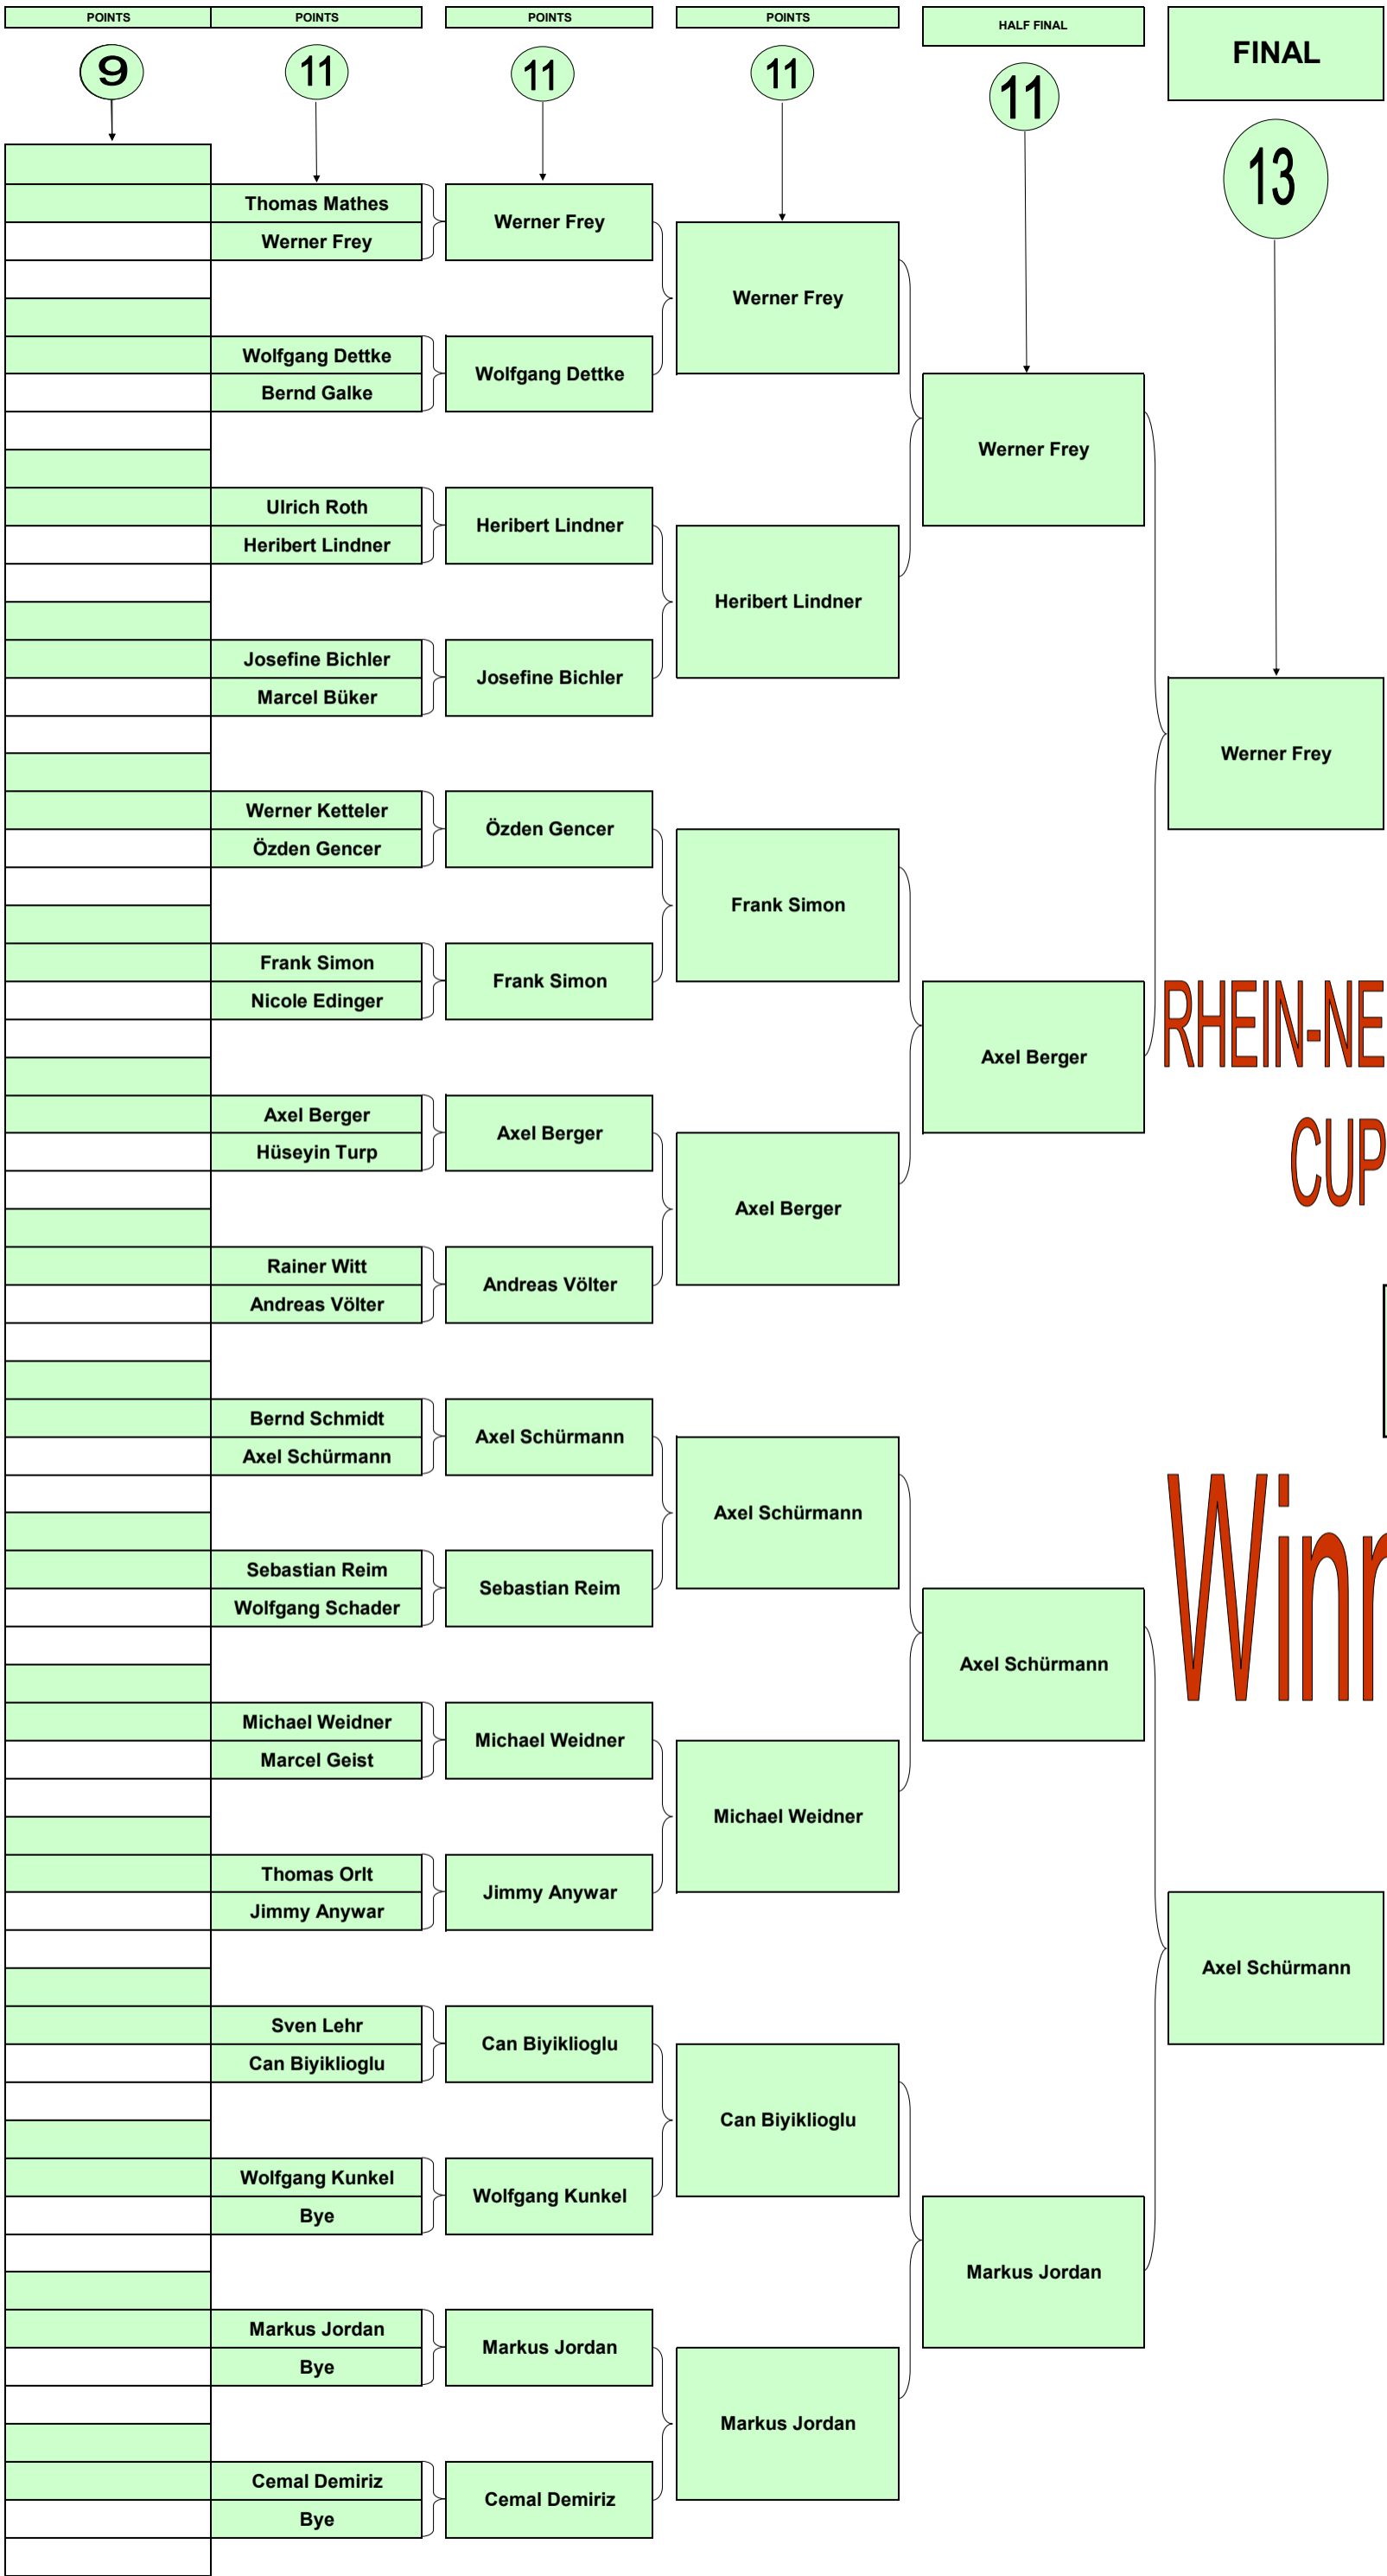 POINTS POINTS POINTS POINTS HALF FINAL FINAL
9 11 11 11 11 13
Thomas Mathes
Werner Frey
Werner Frey
Werner Frey
Wolfgang Dettke
Bernd Galke
Wolfgang Dettke
Werner Frey
Ulrich Roth
Heribert Lindner
Heribert Lindner
Heribert Lindner
Josefine Bichler
Marcel Büker
Josefine Bichler
Werner Frey
Werner Ketteler
Özden Gencer
Özden Gencer
Frank Simon
Frank Simon
Nicole Edinger
Frank Simon
RHEIN-NE
Axel Berger
Axel Berger
Hüseyin Turp
Axel Berger
CUP
Axel Berger
Rainer Witt
Andreas Völter
Andreas Völter
Bernd Schmidt
Axel Schürmann
Axel Schürmann
Axel Schürmann
Sebastian Reim
Wolfgang Schader
Sebastian Reim
Winr
Axel Schürmann
Michael Weidner
Marcel Geist
Michael Weidner
Michael Weidner
Thomas Orlt
Jimmy Anywar
Jimmy Anywar
Axel Schürmann
Sven Lehr
Can Biyiklioglu
Can Biyiklioglu
Can Biyiklioglu
Wolfgang Kunkel
Bye
Wolfgang Kunkel
Markus Jordan
Markus Jordan
Bye
Markus Jordan
Markus Jordan
Cemal Demiriz
Bye
Cemal Demiriz